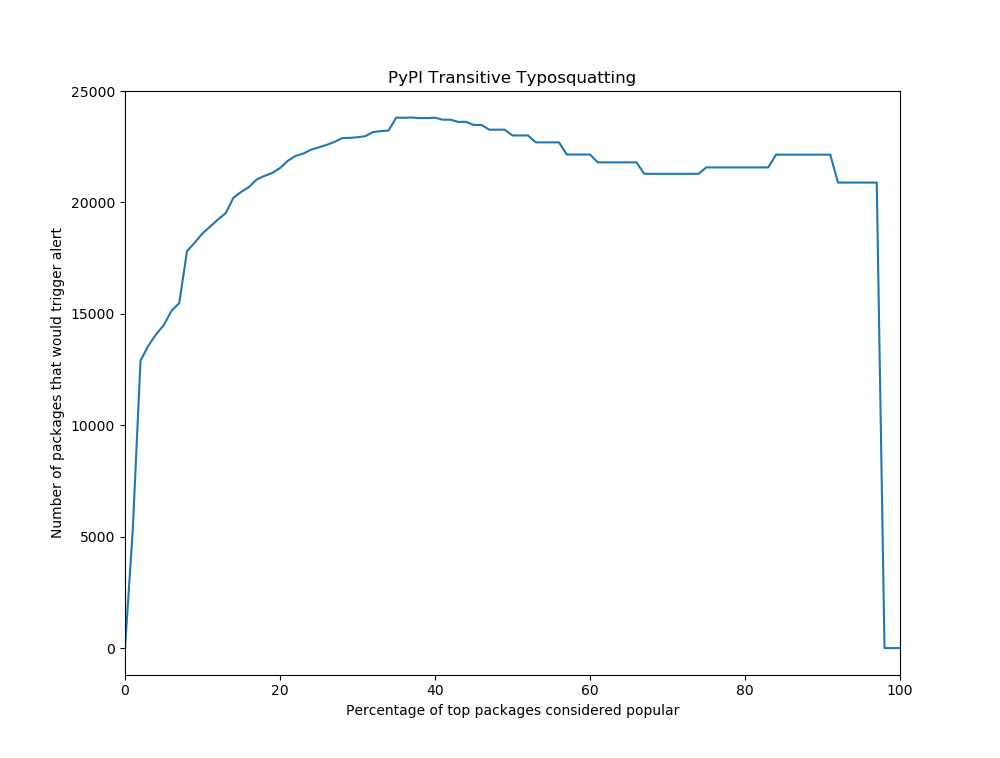 PyPI Transitive Typosquatting
25000
20000
15000
10000
5000
0
Number of packages that would trigger alert
0 20 40 60 80 100
Percentage of top packages considered popular